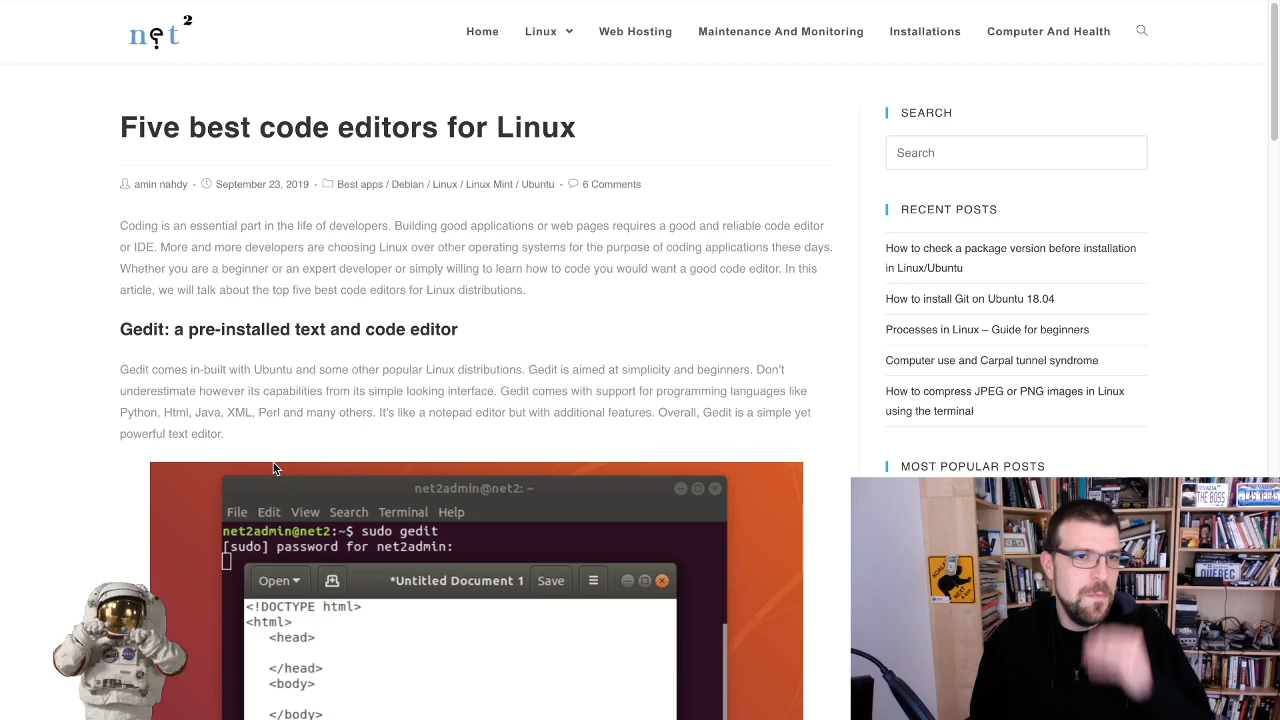 net2
Home
Linux
Web Hosting
Maintenance And Monitoring
Installations
Computer And Health
Five best code editors for Linux
amin nahdy - September 23, 2019 - Best apps / Debian / Linux / Linux Mint / Ubuntu - 6 Comments
Coding is an essential part in the life of developers. Building good applications or web pages requires a good and reliable code editor
or IDE. More and more developers are choosing Linux over other operating systems for the purpose of coding applications these days.
Whether you are a beginner or an expert developer or simply willing to learn how to code you would want a good code editor. In this
article, we will talk about the top five best code editors for Linux distributions.
Gedit: a pre-installed text and code editor
Gedit comes in-built with Ubuntu and some other popular Linux distributions. Gedit is aimed at simplicity and beginners. Don't
underestimate however its capabilities from its simple looking interface. Gedit comes with support for programming languages like
Python, Html, Java, XML, Perl and many others. It's like a notepad editor but with additional features. Overall, Gedit is a simple yet
powerful text editor.
net2admin@net2: ~
File Edit View Search Terminal Help
net2admin@net2:~$ sudo gedit
[sudo] password for net2admin:
Open
*Untitled Document 1
Save
<!DOCTYPE html>
<html>
<head>
</head>
<body>
</body>
SEARCH
Search
RECENT POSTS
How to check a package version before installation
in Linux/Ubuntu
How to install Git on Ubuntu 18.04
Processes in Linux – Guide for beginners
Computer use and Carpal tunnel syndrome
How to compress JPEG or PNG images in Linux
using the terminal
MOST POPULAR POSTS
NEVADA
THE BOSS
LAS VEGAS
QUÉBEC